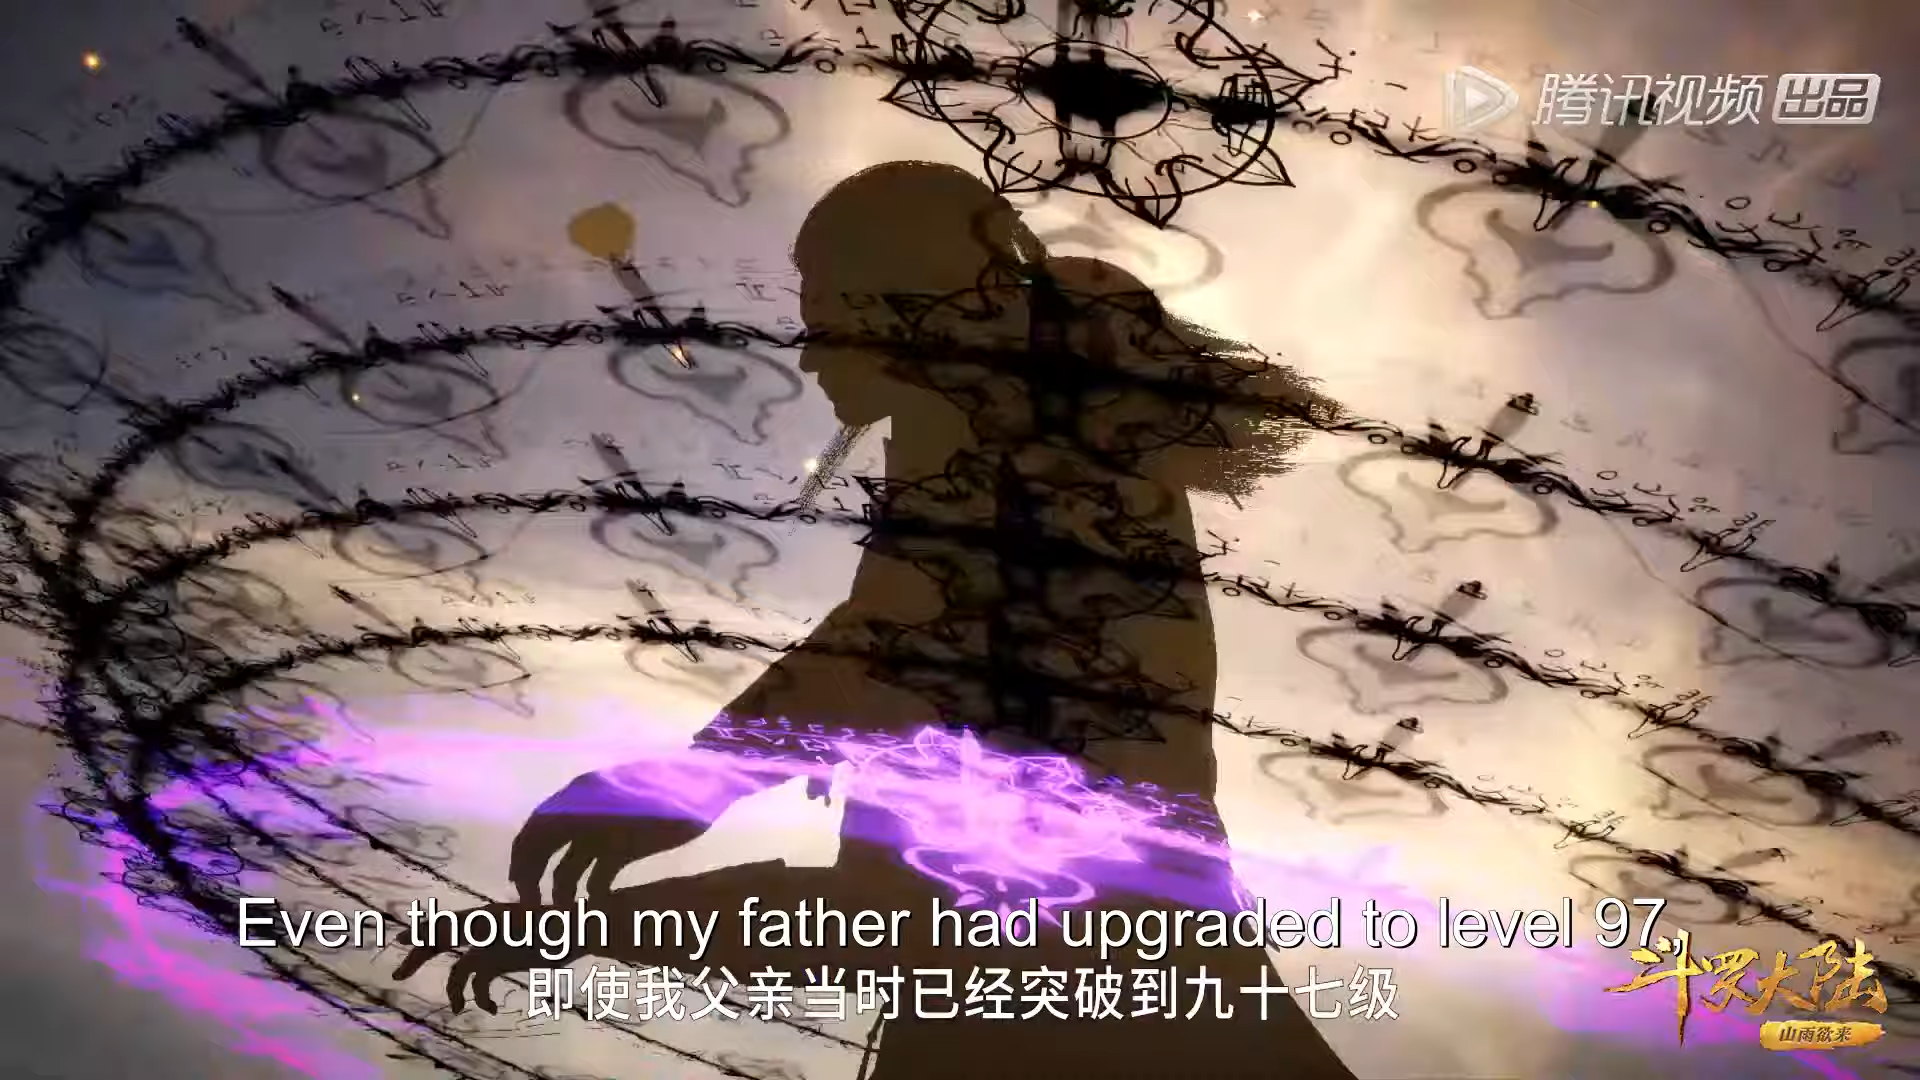 腾讯视频 出品
Even though my father had upgraded to level 97,
即使我父亲当时已经突破到九十七级
斗罗大陆
山雨欲来